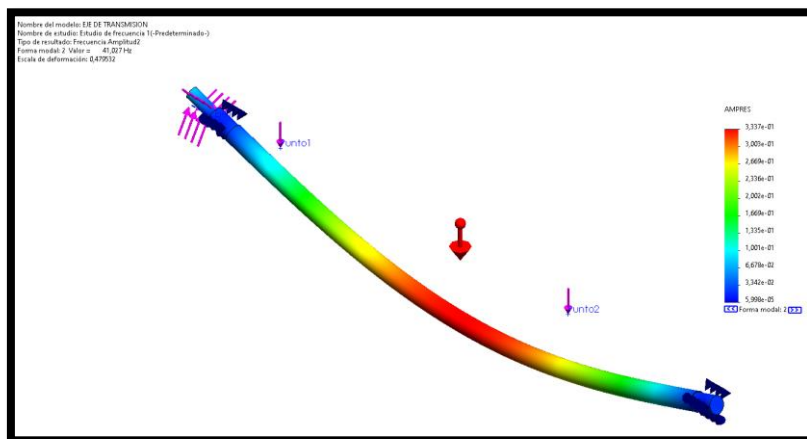 Nombre del modelo: EJE DE TRANSMISION
Nombre de estudio: Estudio de frecuencia 1(-Predeterminado-)
Tipo de resultado: Frecuencia Amplitud2
Forma modal: 2 Valor = 41,027 Hz
Escala de deformación: 0,479532
unto1
unto2
AMPRES
3,337e-01
3,003e-01
2,669e-01
2,336e-01
2,002e-01
1,669e-01
1,335e-01
1,001e-01
6,678e-02
3,342e-02
5,998e-05
<< Forma modal: 2 >>